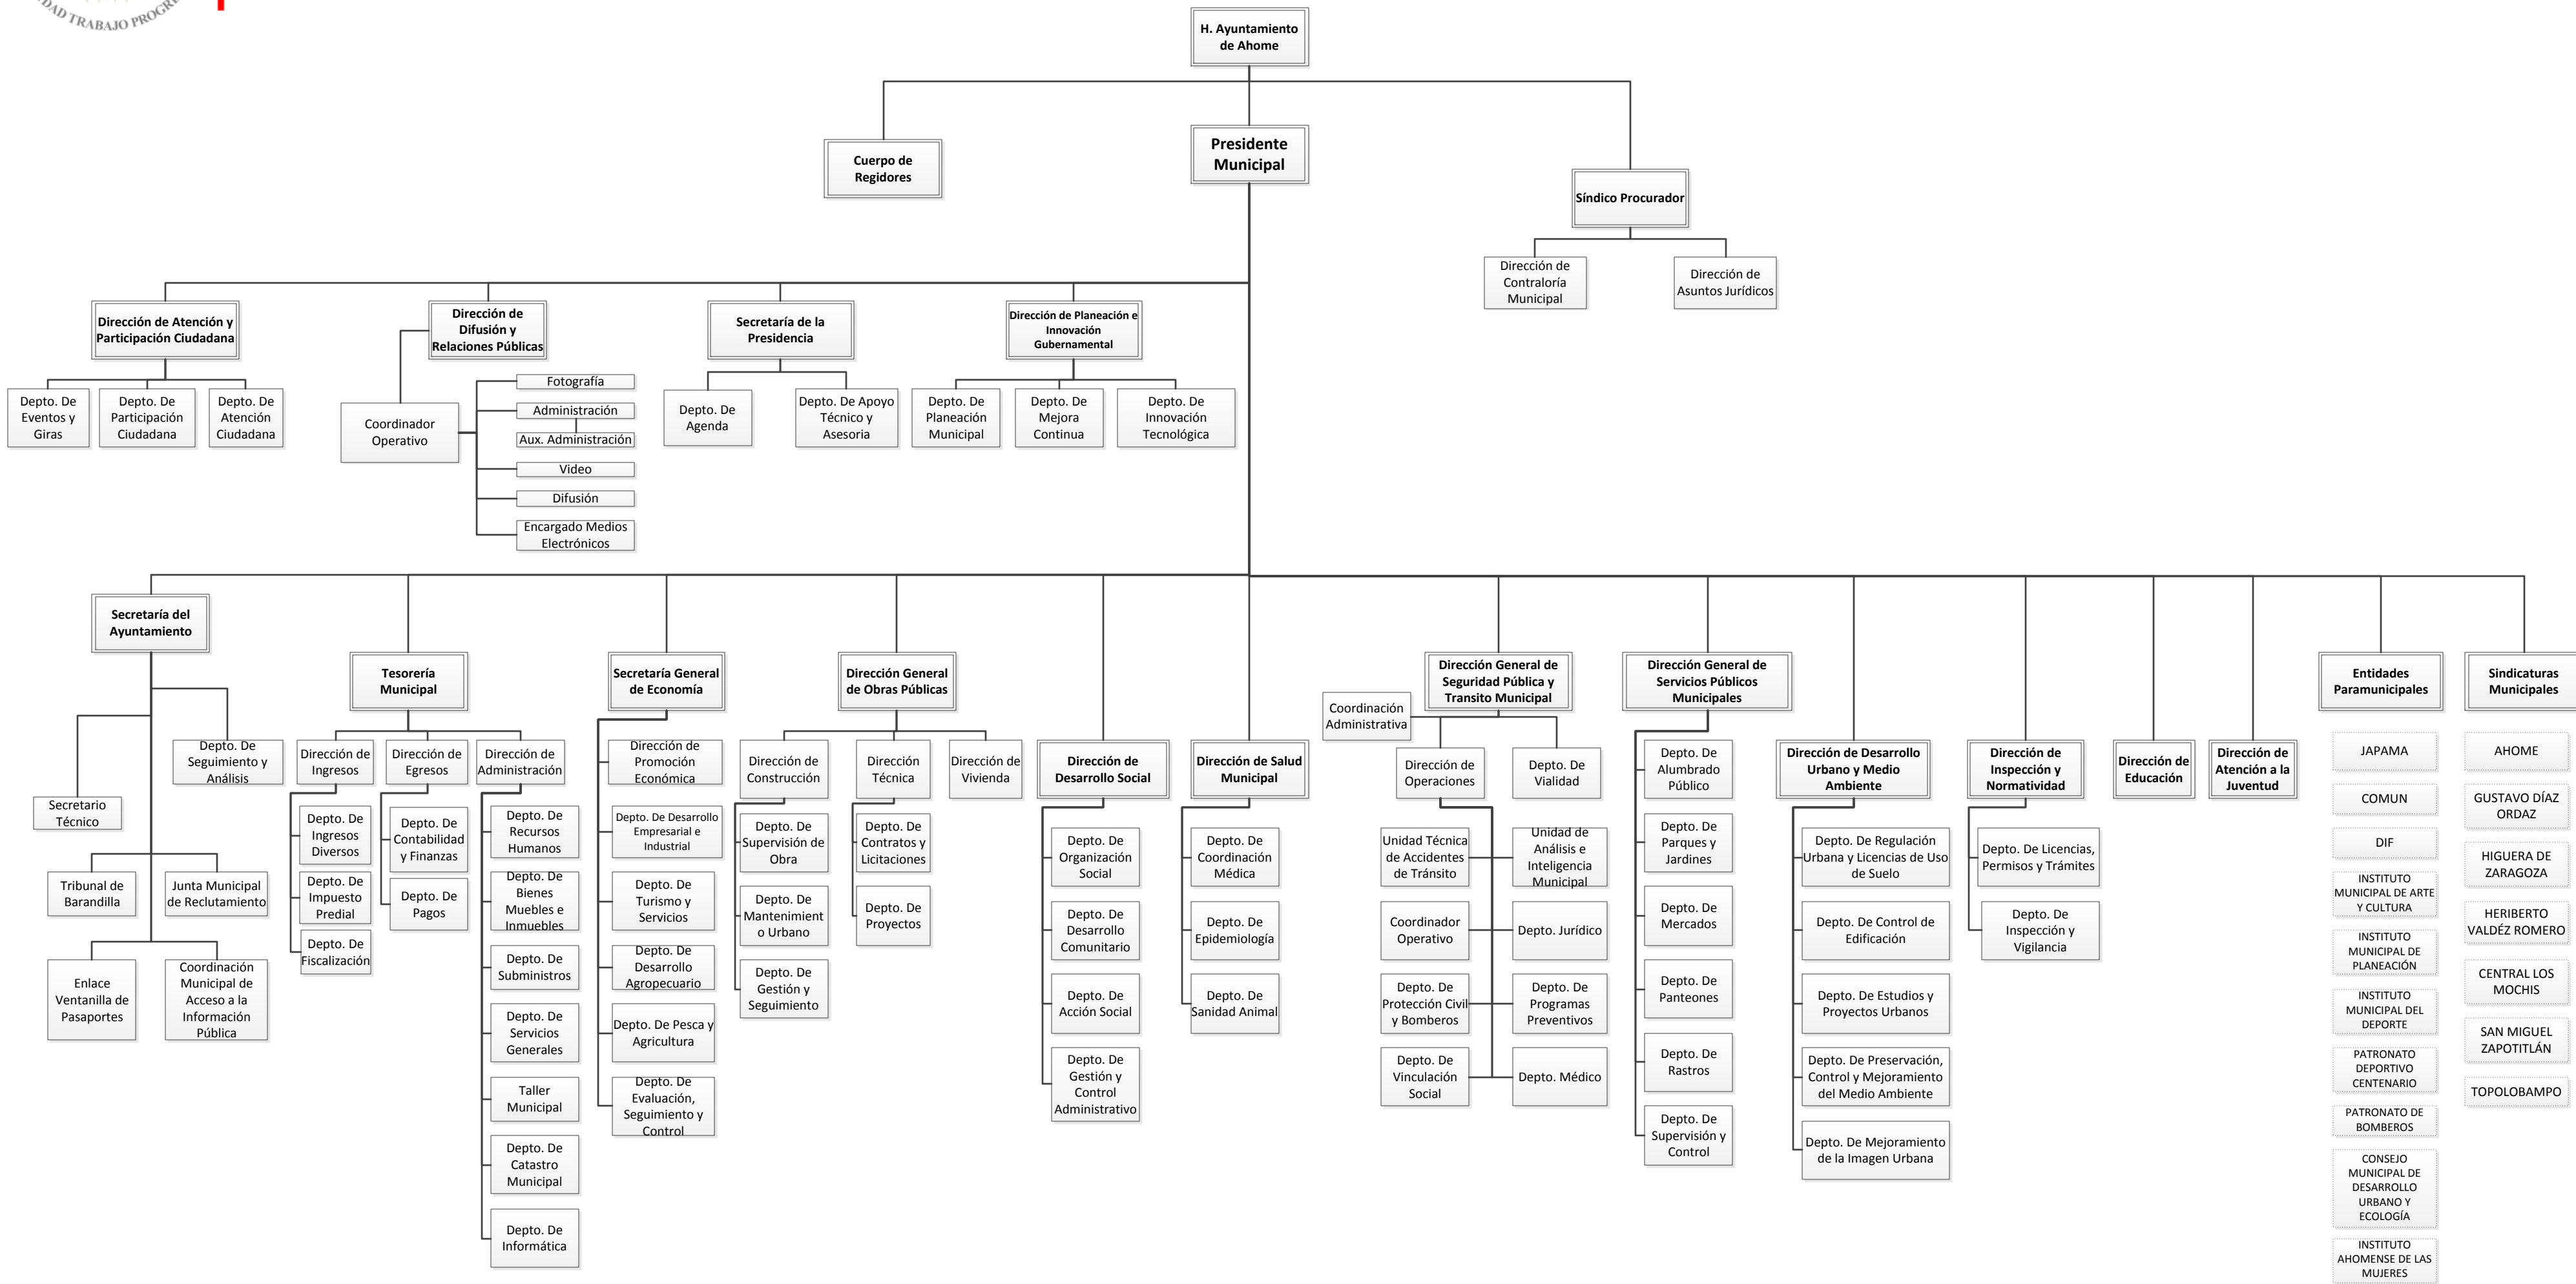 DAD TRABAJO PROGRE
H. Ayuntamiento
de Ahome
Presidente
Municipal
Cuerpo de
Regidores
Síndico Procurador
Dirección de
Contraloría
Municipal
Dirección de
Asuntos Jurídicos
Dirección de Atención y
Participación Ciudadana
Dirección de
Difusión y
Relaciones Públicas
Secretaría de la
Presidencia
Dirección de Planeación e
Innovación
Gubernamental
Depto. De
Eventos y
Giras
Depto. De
Participación
Ciudadana
Depto. De
Atención
Ciudadana
Coordinador
Operativo
Fotografía
Administración
Aux. Administración
Video
Difusión
Encargado Medios
Electrónicos
Depto. De
Agenda
Depto. De Apoyo
Técnico y
Asesoria
Depto. De
Planeación
Municipal
Depto. De
Mejora
Continua
Depto. De
Innovación
Tecnológica
Secretaría del
Ayuntamiento
Depto. De
Seguimiento y
Análisis
Secretario
Técnico
Tribunal de
Barandilla
Junta Municipal
de Reclutamiento
Enlace
Ventanilla de
Pasaportes
Coordinación
Municipal de
Acceso a la
Información
Pública
Tesorería
Municipal
Dirección de
Ingresos
Depto. De
Ingresos
Diversos
Depto. De
Impuesto
Predial
Depto. De
Fiscalización
Dirección de
Egresos
Depto. De
Contabilidad
y Finanzas
Depto. De
Pagos
Dirección de
Administración
Depto. De
Recursos
Humanos
Depto. De
Bienes
Muebles e
Inmuebles
Depto. De
Subministros
Depto. De
Servicios
Generales
Taller
Municipal
Depto. De
Catastro
Municipal
Depto. De
Informática
Secretaría General
de Economía
Dirección de
Promoción
Económica
Depto. De Desarrollo
Empresarial e
Industrial
Depto. De
Turismo y
Servicios
Depto. De
Desarrollo
Agropecuario
Depto. De Pesca y
Agricultura
Depto. De
Evaluación,
Seguimiento y
Control
Dirección General
de Obras Públicas
Dirección de
Construcción
Depto. De
Supervisión de
Obra
Depto. De
Mantenimient
o Urbano
Depto. De
Gestión y
Seguimiento
Dirección
Técnica
Depto. De
Contratos y
Licitaciones
Depto. De
Proyectos
Dirección de
Vivienda
Dirección de
Desarrollo Social
Depto. De
Organización
Social
Depto. De
Desarrollo
Comunitario
Depto. De
Acción Social
Depto. De
Gestión y
Control
Administrativo
Dirección de Salud
Municipal
Depto. De
Coordinación
Médica
Depto. De
Epidemiología
Depto. De
Sanidad Animal
Dirección General de
Seguridad Pública y
Transito Municipal
Coordinación
Administrativa
Dirección de
Operaciones
Depto. De
Vialidad
Unidad Técnica
de Accidentes
de Tránsito
Unidad de
Análisis e
Inteligencia
Municipal
Coordinador
Operativo
Depto. Jurídico
Depto. De
Protección Civil
y Bomberos
Depto. De
Programas
Preventivos
Depto. De
Vinculación
Social
Depto. Médico
Dirección General de
Servicios Públicos
Municipales
Depto. De
Alumbrado
Público
Depto. De
Parques y
Jardines
Depto. De
Mercados
Depto. De
Panteones
Depto. De
Rastros
Depto. De
Supervisión y
Control
Dirección de Desarrollo
Urbano y Medio
Ambiente
Depto. De Regulación
Urbana y Licencias de Uso
de Suelo
Depto. De Control de
Edificación
Depto. De Estudios y
Proyectos Urbanos
Depto. De Preservación,
Control y Mejoramiento
del Medio Ambiente
Depto. De Mejoramiento
de la Imagen Urbana
Dirección de
Inspección y
Normatividad
Depto. De Licencias,
Permisos y Trámites
Depto. De
Inspección y
Vigilancia
Dirección de
Educación
Dirección de
Atención a la
Juventud
Entidades
Paramunicipales
JAPAMA
COMUN
DIF
INSTITUTO
MUNICIPAL DE ARTE
Y CULTURA
INSTITUTO
MUNICIPAL DE
PLANEACIÓN
INSTITUTO
MUNICIPAL DEL
DEPORTE
PATRONATO
DEPORTIVO
CENTENARIO
PATRONATO DE
BOMBEROS
CONSEJO
MUNICIPAL DE
DESARROLLO
URBANO Y
ECOLOGÍA
INSTITUTO
AHOMENSE DE LAS
MUJERES
Sindicaturas
Municipales
AHOME
GUSTAVO DÍAZ
ORDAZ
HIGUERA DE
ZARAGOZA
HERIBERTO
VALDÉZ ROMERO
CENTRAL LOS
MOCHIS
SAN MIGUEL
ZAPOTITLÁN
TOPOLOBAMPO